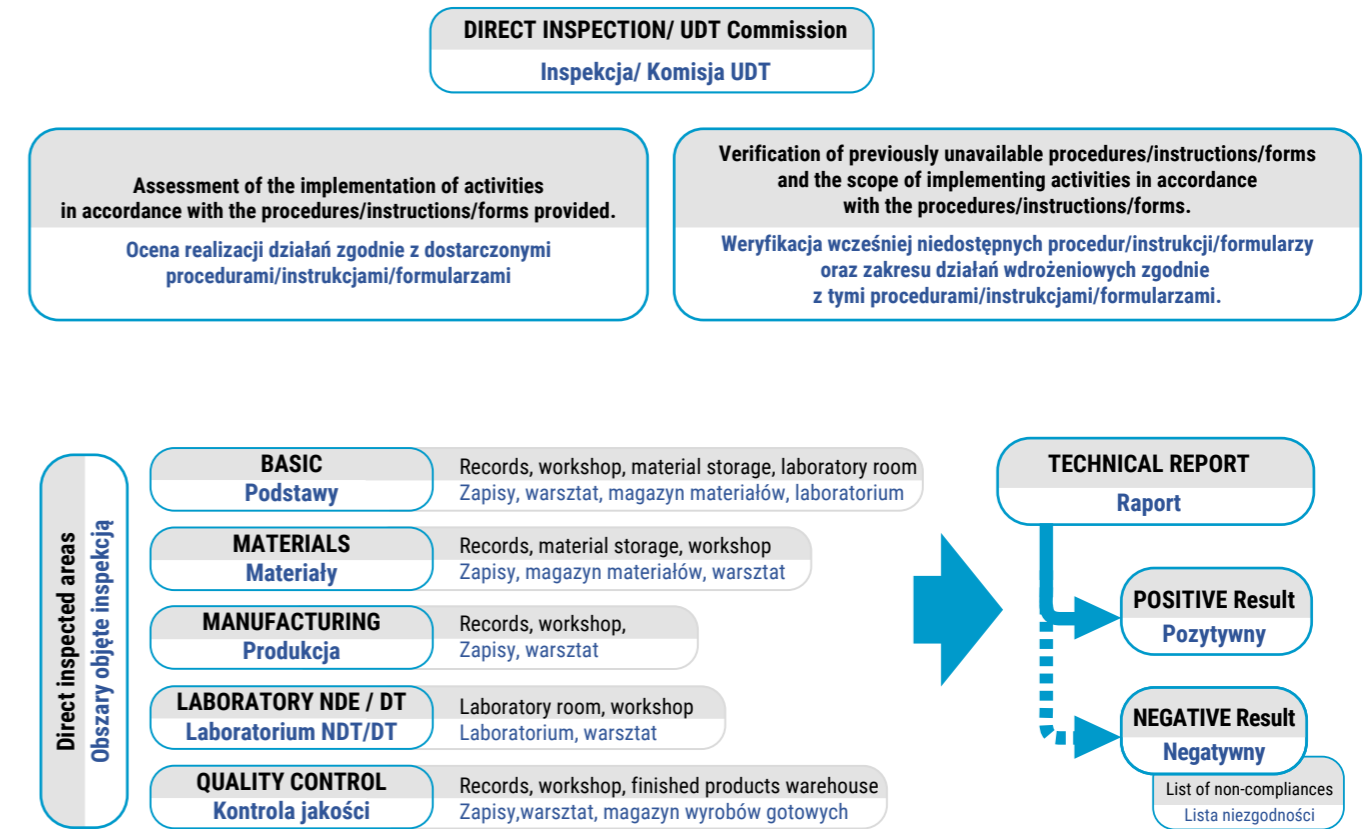 DIRECT INSPECTION/ UDT Commission
Inspekcja/ Komisja UDT
Assessment of the implementation of activities
in accordance with the procedures/instructions/forms provided.
Ocena realizacji działań zgodnie z dostarczonymi
procedurami/instrukcjami/formularzami
Verification of previously unavailable procedures/instructions/forms
and the scope of implementing activities in accordance
with the procedures/instructions/forms.
Weryfikacja wcześniej niedostępnych procedur/instrukcji/formularzy
oraz zakresu działań wdrożeniowych zgodnie
z tymi procedurami/instrukcjami/formularzami.
Direct inspected areas
Obszary objęte inspekcją
BASIC
Podstawy
Records, workshop, material storage, laboratory room
Zapisy, warsztat, magazyn materiałów, laboratorium
MATERIALS
Materiały
Records, material storage, workshop
Zapisy, magazyn materiałów, warsztat
MANUFACTURING
Produkcja
Records, workshop,
Zapisy, warsztat
LABORATORY NDE / DT
Laboratorium NDT/DT
Laboratory room, workshop
Laboratorium, warsztat
QUALITY CONTROL
Kontrola jakości
Records, workshop, finished products warehouse
Zapisy,warsztat, magazyn wyrobów gotowych
TECHNICAL REPORT
Raport
POSITIVE Result
Pozytywny
NEGATIVE Result
Negatywny
List of non-compliances
Lista niezgodności